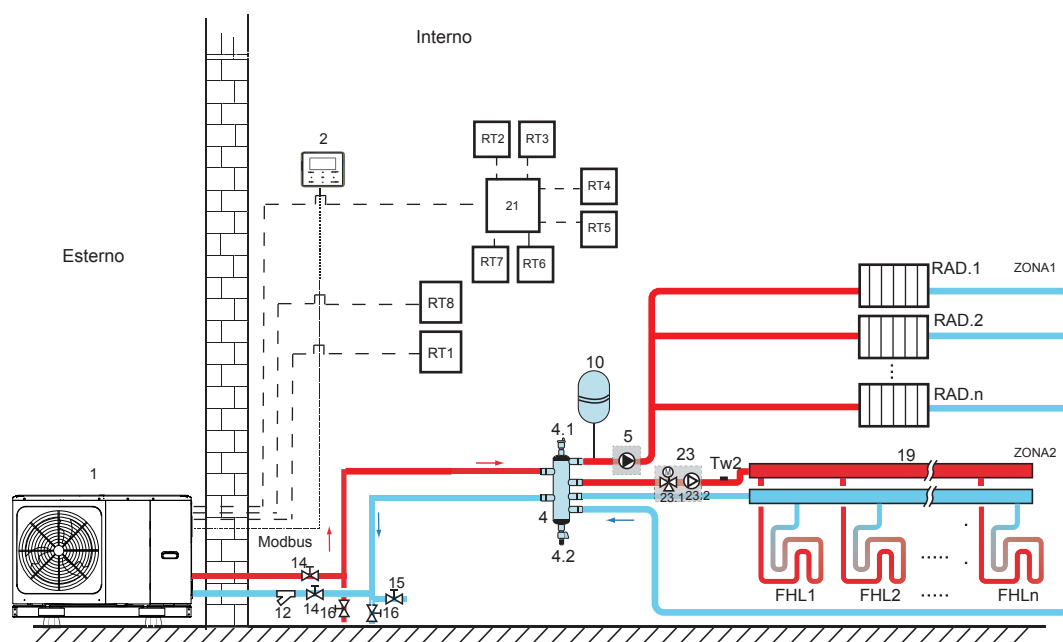 Interno
2
RT2
RT3
RT4
21
RT5
RT7
RT6
Esterno
RAD.1
ZONA1
RT8
RAD.2
RT1
10
RAD.n
4.1
5
23
Tw2
19
ZONA2
M
23.1
23.2
1
4
Modbus
4.2
14
15
12
14
16
16
FHL1
FHL2
.....
FHLn